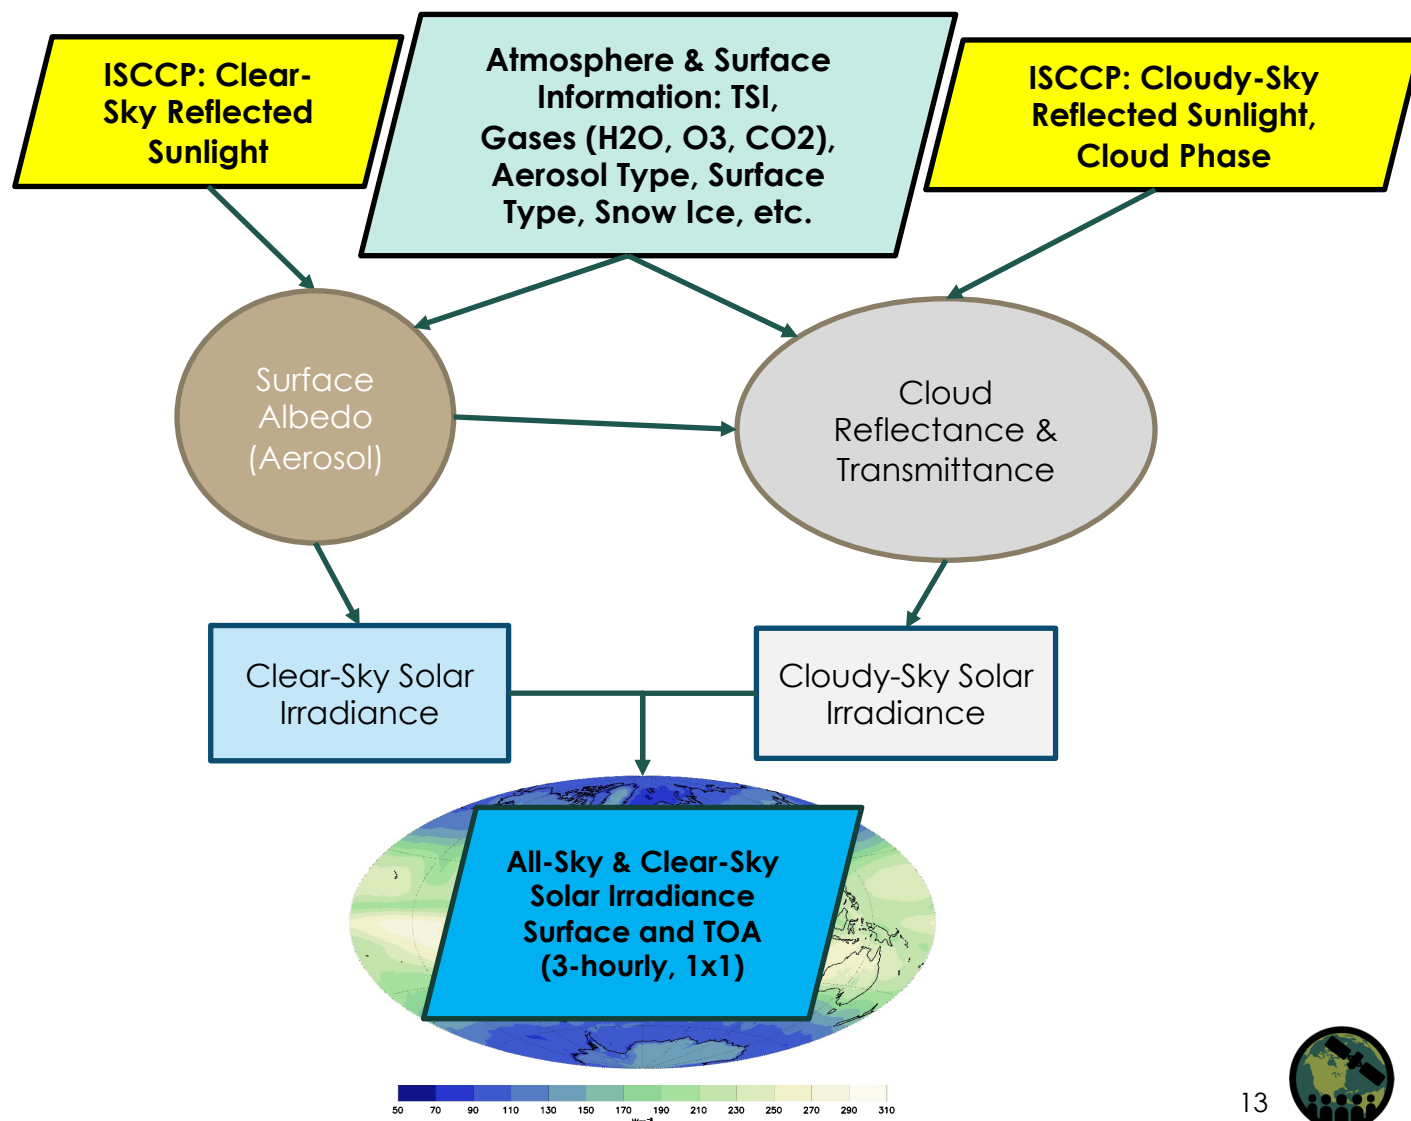 ISCCP: Clear-
Sky Reflected
Sunlight
Atmosphere & Surface
Information: TSI,
Gases (H2O, O3, CO2),
Aerosol Type, Surface
Type, Snow Ice, etc.
ISCCP: Cloudy-Sky
Reflected Sunlight,
Cloud Phase
Surface
Albedo
(Aerosol)
Cloud
Reflectance &
Transmittance
Clear-Sky Solar
Irradiance
Cloudy-Sky Solar
Irradiance
All-Sky & Clear-Sky
Solar Irradiance
Surface and TOA
(3-hourly, 1x1)
50 70 90 110 130 150 170 190 210 230 250 270 290 310
13